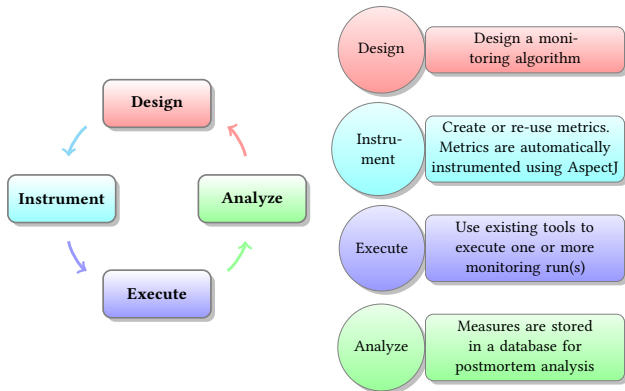 Design
Instrument
Analyze
Execute
Design
Design a moni-
toring algorithm
Instru-
ment
Create or re-use metrics.
Metrics are automatically
instrumented using AspectJ
Execute
Use existing tools to
execute one or more
monitoring run(s)
Analyze
Measures are stored
in a database for
postmortem analysis